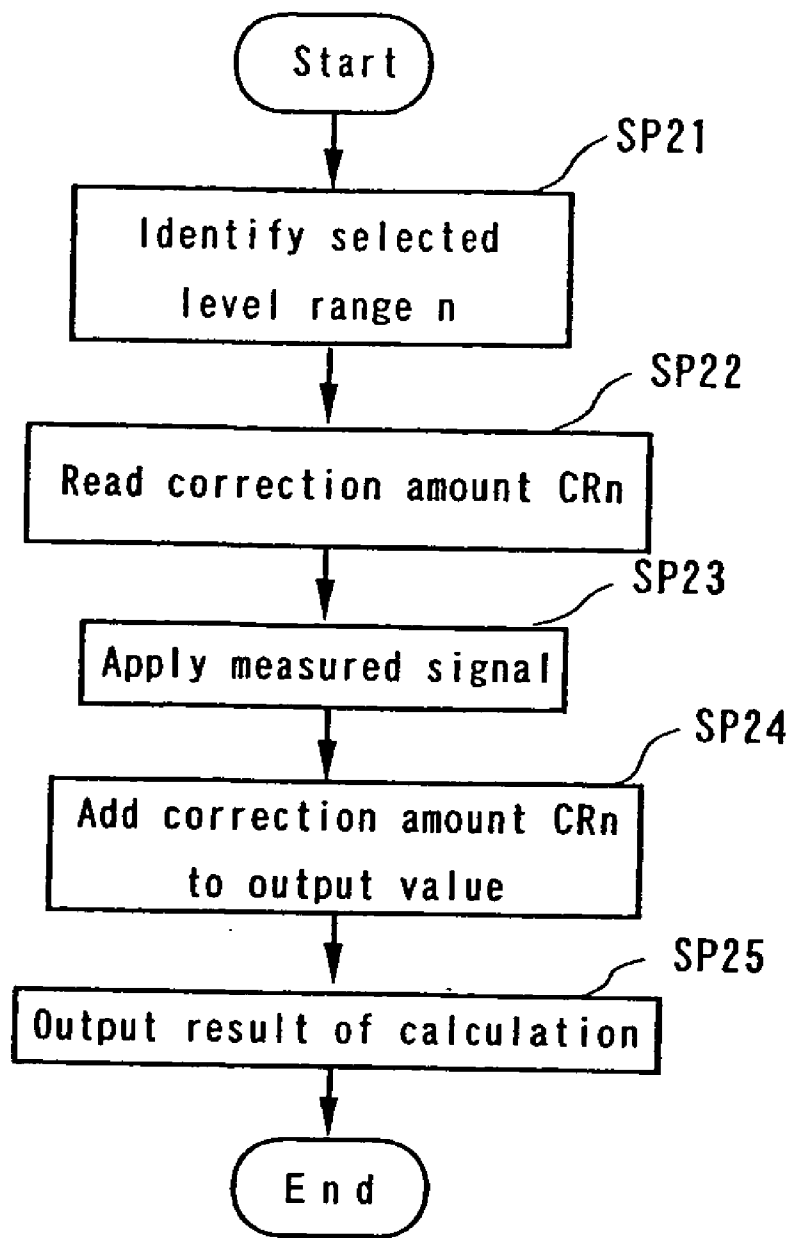 Start
SP21
Identify selected
level range n
SP22
Read correction amount CRn
SP23
Apply measured signal
SP24
Add correction amount CRn
to output value
SP25
Output result of calculation
End